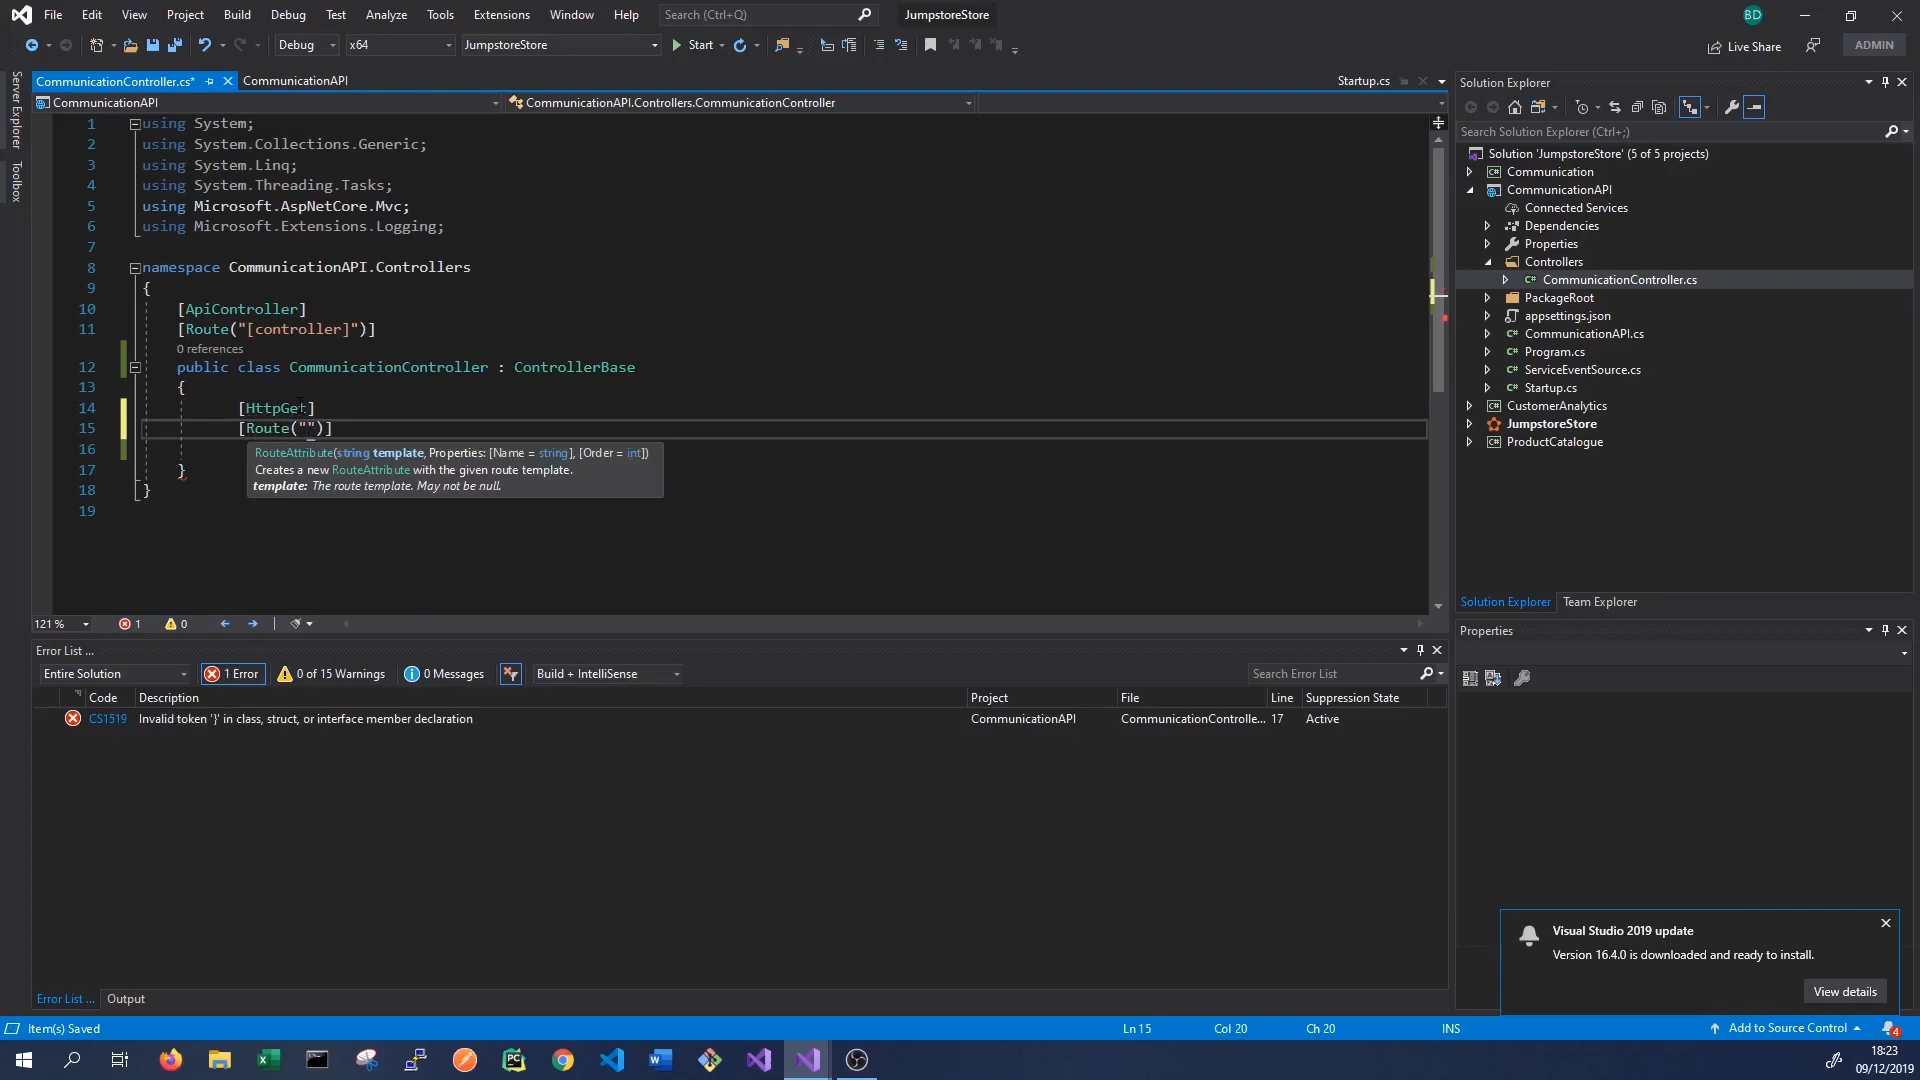 File Edit View Project Build Debug Test Analyze Tools Extensions Window Help Search (Ctrl+Q) JumpstoreStore BD
Debug x64 JumpstoreStore Start Live Share ADMIN
Server Explorer
Toolbox
CommunicationController.cs* CommunicationAPI Startup.cs
CommunicationAPI CommunicationAPI.Controllers.CommunicationController
1 using System;
2 using System.Collections.Generic;
3 using System.Linq;
4 using System.Threading.Tasks;
5 using Microsoft.AspNetCore.Mvc;
6 using Microsoft.Extensions.Logging;
7
8 namespace CommunicationAPI.Controllers
9 {
10 [ApiController]
11 [Route("[controller]")]
0 references
12 public class CommunicationController : ControllerBase
13 {
14 [HttpGet]
15 [Route("")]
16
RouteAttribute(string template, Properties: [Name = string], [Order = int])
Creates a new RouteAttribute with the given route template.
template: The route template. May not be null.
17 }
18 }
19
121 % 1 0
Solution Explorer
Search Solution Explorer (Ctrl+;)
Solution 'JumpstoreStore' (5 of 5 projects)
C# Communication
CommunicationAPI
Connected Services
Dependencies
Properties
Controllers
C# CommunicationController.cs
PackageRoot
appsettings.json
C# CommunicationAPI.cs
C# Program.cs
C# ServiceEventSource.cs
C# Startup.cs
C# CustomerAnalytics
JumpstoreStore
C# ProductCatalogue
Solution Explorer Team Explorer
Properties
Error List ...
Entire Solution 1 Error 0 of 15 Warnings 0 Messages Build + IntelliSense Search Error List
Code Description Project File Line Suppression State
CS1519 Invalid token '}' in class, struct, or interface member declaration CommunicationAPI CommunicationControlle... 17 Active
Visual Studio 2019 update
Version 16.4.0 is downloaded and ready to install.
View details
Error List ... Output
Item(s) Saved Ln 15 Col 20 Ch 20 INS Add to Source Control 4
18:23
09/12/2019